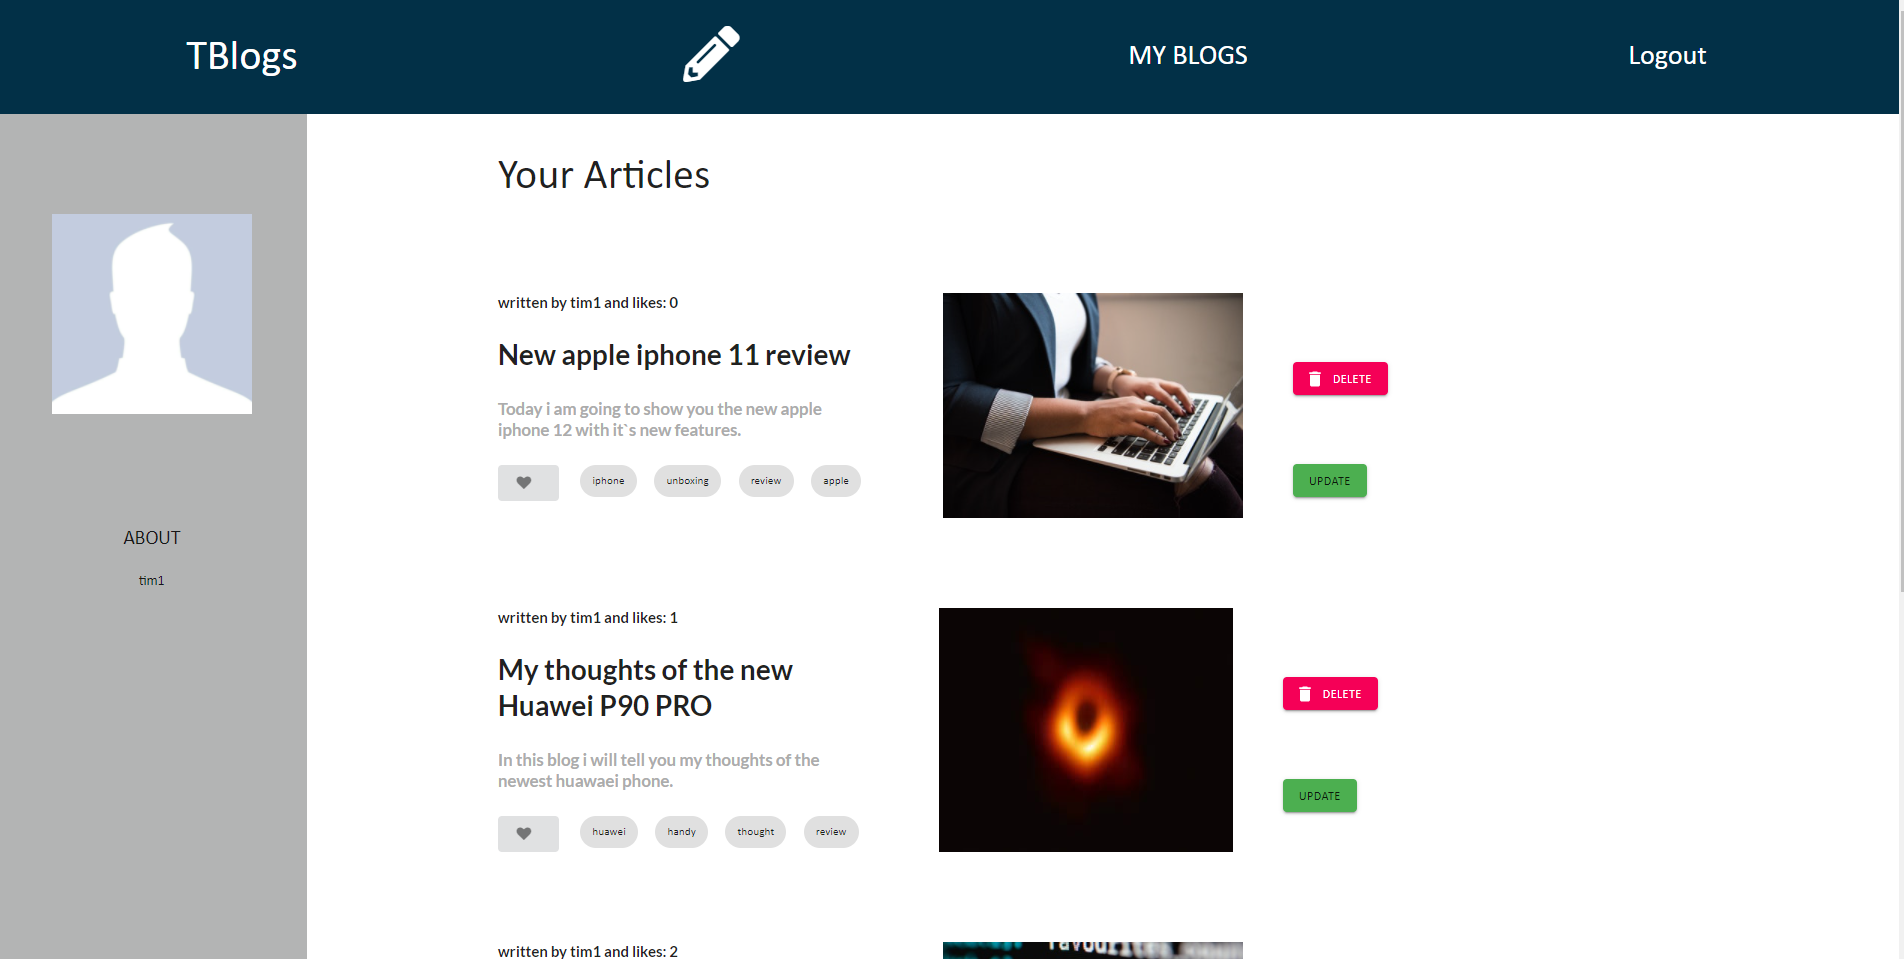 TBlogs
MY BLOGS
Logout
Your Articles
ABOUT
tim1
written by tim1 and likes: 0
New apple iphone 11 review
Today i am going to show you the new apple
iphone 12 with it`s new features.
iphone unboxing review apple
DELETE
UPDATE
written by tim1 and likes: 1
My thoughts of the new
Huawei P90 PRO
In this blog i will tell you my thoughts of the
newest huawaei phone.
huawei handy thought review
DELETE
UPDATE
written by tim1 and likes: 2